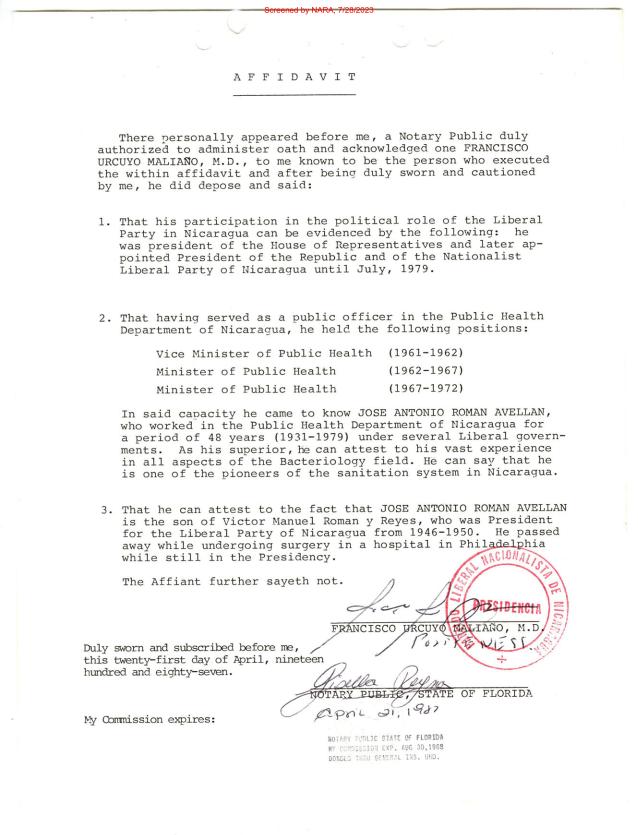 Screened by NARA, 7/28/2023
AFFIDAVIT
There personally appeared before me, a Notary Public duly
authorized to administer oath and acknowledged one FRANCISCO
URCUYO MALIAÑO, M.D., to me known to be the person who executed
the within affidavit and after being duly sworn and cautioned
by me, he did depose and said:
1. That his participation in the political role of the Liberal
Party in Nicaragua can be evidenced by the following: he
was president of the House of Representatives and later ap-
pointed President of the Republic and of the Nationalist
Liberal Party of Nicaragua until July, 1979.
2. That having served as a public officer in the Public Health
Department of Nicaragua, he held the following positions:
Vice Minister of Public Health (1961-1962)
Minister of Public Health (1962-1967)
Minister of Public Health (1967-1972)
In said capacity he came to know JOSE ANTONIO ROMAN AVELLAN,
who worked in the Public Health Department of Nicaragua for
a period of 48 years (1931-1979) under several Liberal govern-
ments. As his superior, he can attest to his vast experience
in all aspects of the Bacteriology field. He can say that he
is one of the pioneers of the sanitation system in Nicaragua.
3. That he can attest to the fact that JOSE ANTONIO ROMAN AVELLAN
is the son of Victor Manuel Roman y Reyes, who was President
for the Liberal Party of Nicaragua from 1946-1950. He passed
away while undergoing surgery in a hospital in Philadelphia
while still in the Presidency.
The Affiant further sayeth not.
PARTIDO LIBERAL NACIONALISTA DE NICARAGUA
PRESIDENCIA
FRANCISCO URCUYO MALIAÑO, M.D.
Duly sworn and subscribed before me,
this twenty-first day of April, nineteen
hundred and eighty-seven.
Gisella Reyna
NOTARY PUBLIC, STATE OF FLORIDA
April 21, 1987
My Commission expires:
NOTARY PUBLIC STATE OF FLORIDA
MY COMMISSION EXP. AUG 30,1988
BONDED THRU GENERAL INS. UND.